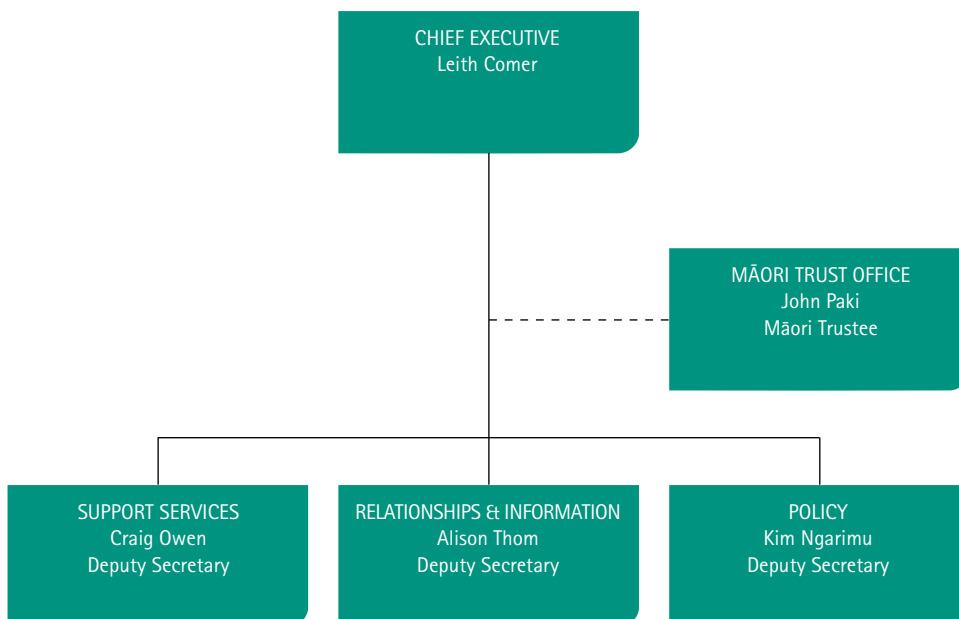 CHIEF EXECUTIVE
Leith Comer
MĀORI TRUST OFFICE
John Paki
Māori Trustee
SUPPORT SERVICES
Craig Owen
Deputy Secretary
RELATIONSHIPS & INFORMATION
Alison Thom
Deputy Secretary
POLICY
Kim Ngarimu
Deputy Secretary